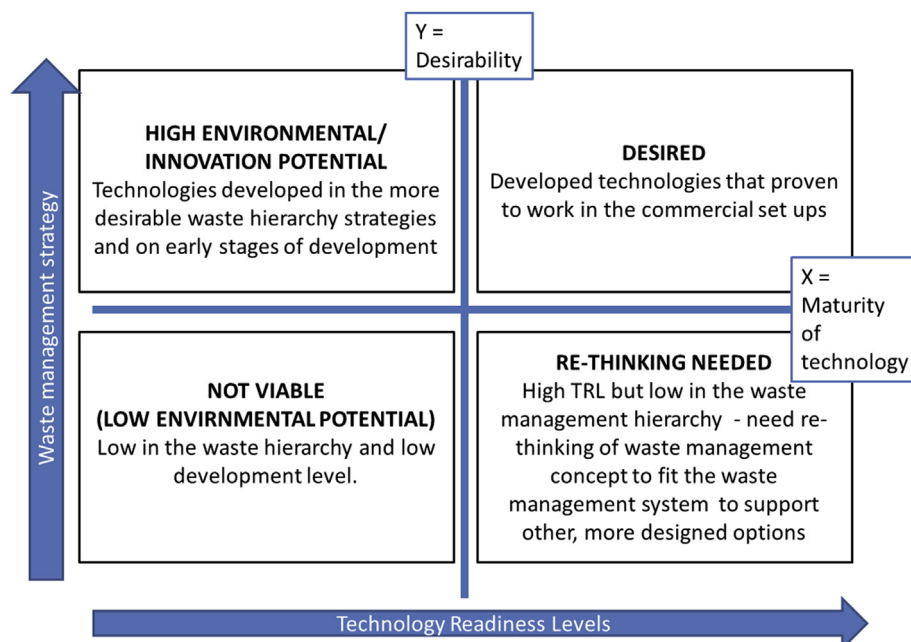 Y =
Desirability
HIGH ENVIRONMENTAL/
INNOVATION POTENTIAL
Technologies developed in the more
desirable waste hierarchy strategies
and on early stages of development
DESIRED
Developed technologies that proven
to work in the commercial set ups
X =
Maturity
of
technology
NOT VIABLE
(LOW ENVIRNMENTAL POTENTIAL)
Low in the waste hierarchy and low
development level.
RE-THINKING NEEDED
High TRL but low in the waste
management hierarchy - need re-
thinking of waste management
concept to fit the waste
management system to support
other, more designed options
Waste management strategy
Technology Readiness Levels